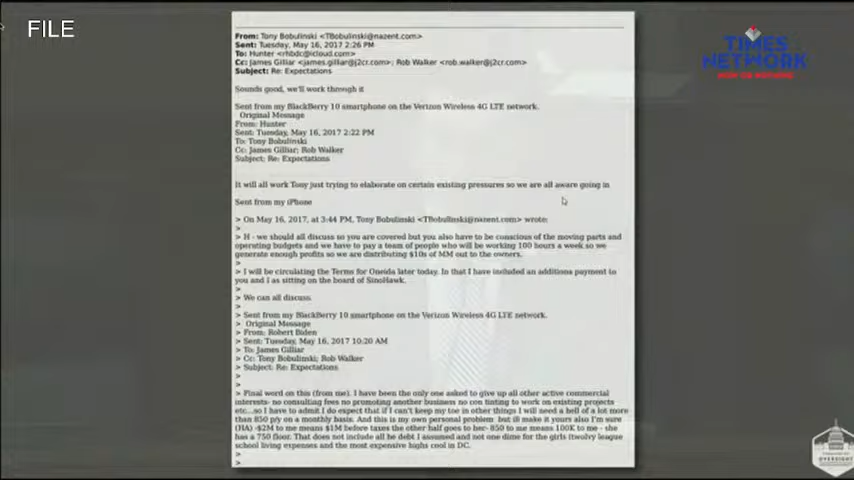 FILE
TIMES
NETWORK
From: Tony Bobulinski <TBobulinski@nazent.com>
Sent: Tuesday, May 16, 2017 2:26 PM
To: Hunter <rhbdc@icloud.com>
Cc: James Gilliar <james.gilliar@j2cr.com>; Rob Walker <rob.walker@j2cr.com>
Subject: Re: Expectations
Sounds good, we'll work through it
Sent from my BlackBerry 10 smartphone on the Verizon Wireless 4G LTE network.
Original Message
From: Hunter
Sent: Tuesday, May 16, 2017 2:22 PM
To: Tony Bobulinski
Cc: James Gilliar; Rob Walker
Subject: Re: Expectations
It will all work Tony just trying to elaborate on certain existing pressures so we are all aware going in
Sent from my iPhone
> On May 16, 2017, at 3:44 PM, Tony Bobulinski <TBobulinski@nazent.com> wrote:
>
> H - we should all discuss so you are covered but you also have to be conscious of the moving parts and
operating budgets and we have to pay a team of people who will be working 100 hours a week so we
generate enough profits so we are distributing $10s of MM out to the owners.
>
> I will be circulating the Terms for Oneida later today. In that I have included an additions payment to
you and I as sitting on the board of SinoHawk.
>
> We can all discuss.
>
> Sent from my BlackBerry 10 smartphone on the Verizon Wireless 4G LTE network.
> Original Message
> From: Robert Biden
> Sent: Tuesday, May 16, 2017 10:20 AM
> To: James Gilliar
> Cc: Tony Bobulinski; Rob Walker
> Subject: Re: Expectations
>
>
> Final word on this (from me). I have been the only one asked to give up all other active commercial
interests- no consulting fees no promoting another business no con tinting to work on existing projects
etc...so I have to admit I do expect that if I can't keep my toe in other things I will need a hell of a lot more
than 850 p/y on a monthly basis. And this my own personal problem but ill make it yours also I'm sure
(HA) -$2M to me means $1M before taxes the other half goes to her- 850 to me means 100K to me - she
has a 750 floor. That does not include all he debt I assumed and not one dime for the girls itwolvy league
school living expenses and the most expensive highs cool in DC.
>
>
OVERSIGHT